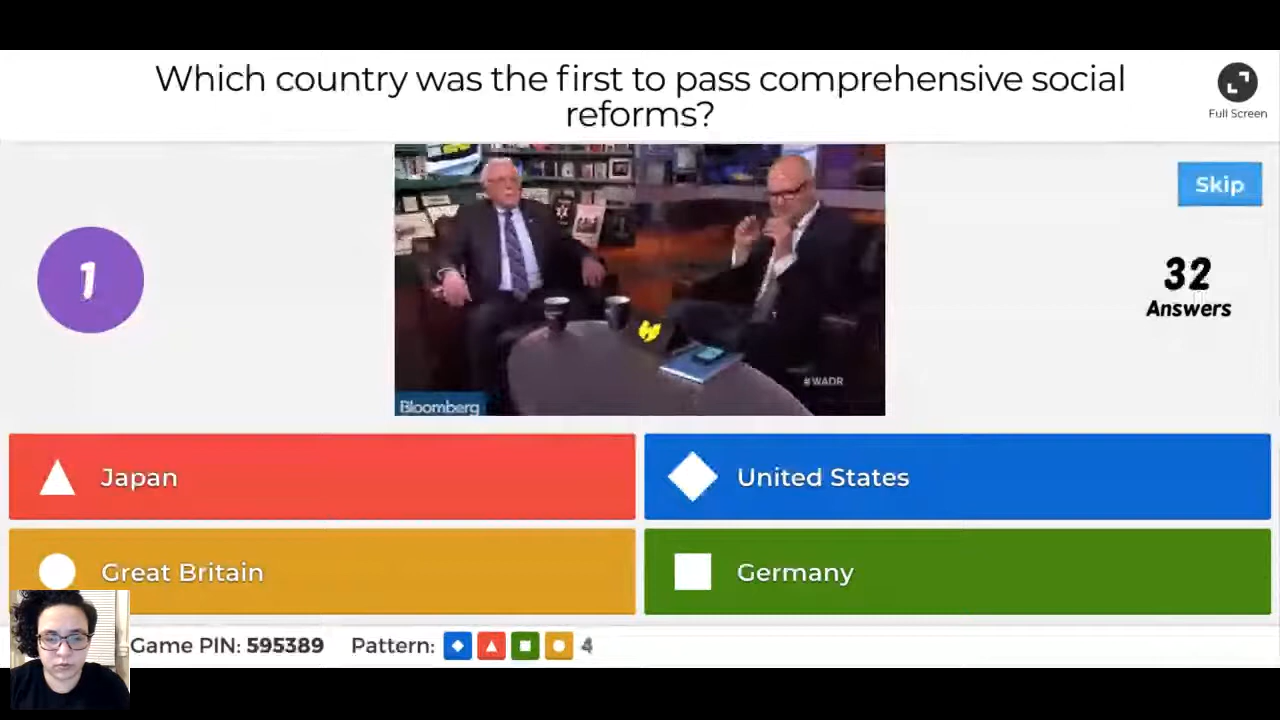 Which country was the first to pass comprehensive social
reforms?
Full Screen
Skip
1
32
Answers
#WADR
Bloomberg
Japan
United States
Great Britain
Germany
Game PIN: 595389 Pattern: 4